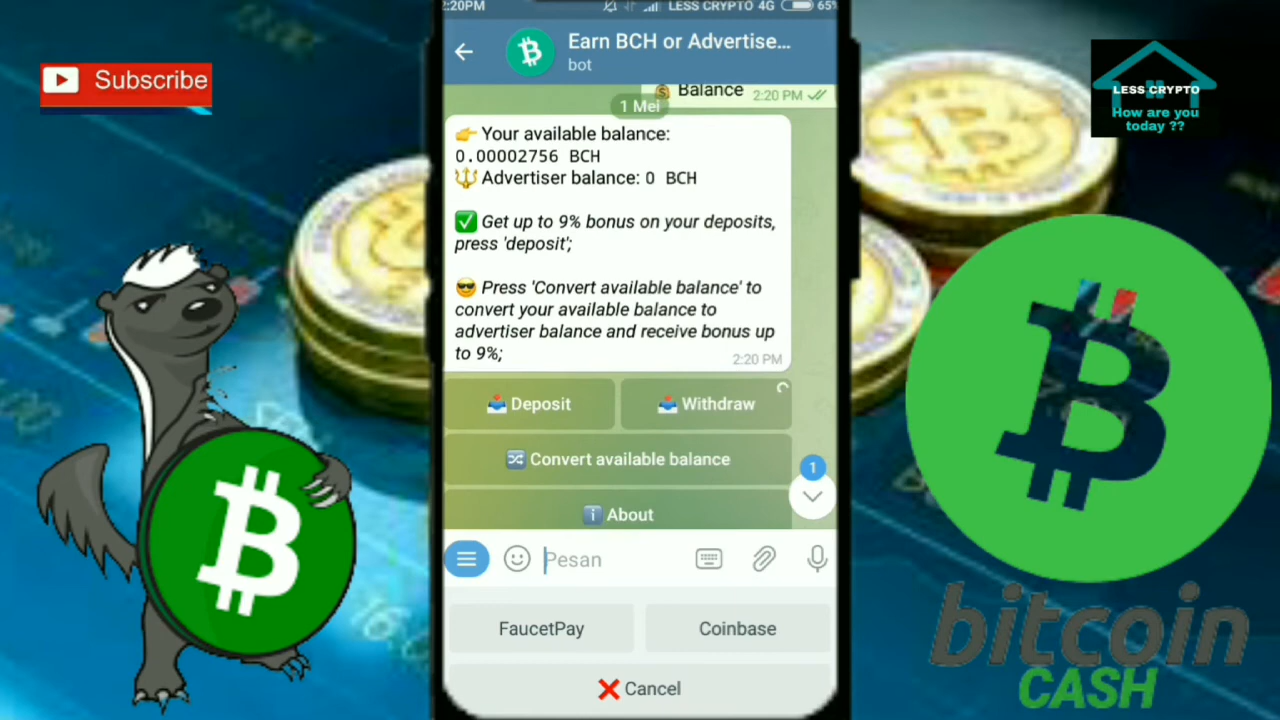 2:20PM LESS CRYPTO 4G 65%
Earn BCH or Advertise...
bot
Subscribe
LESS CRYPTO
How are you
today ??
Balance 2:20 PM
1 Mei
👉 Your available balance:
0.00002756 BCH
🔱 Advertiser balance: 0 BCH
✅ Get up to 9% bonus on your deposits,
press 'deposit';
😎 Press 'Convert available balance' to
convert your available balance to
advertiser balance and receive bonus up
to 9%;
2:20 PM
Deposit Withdraw
Convert available balance
1
About
Pesan
FaucetPay Coinbase
❌ Cancel
bitcoin
CASH